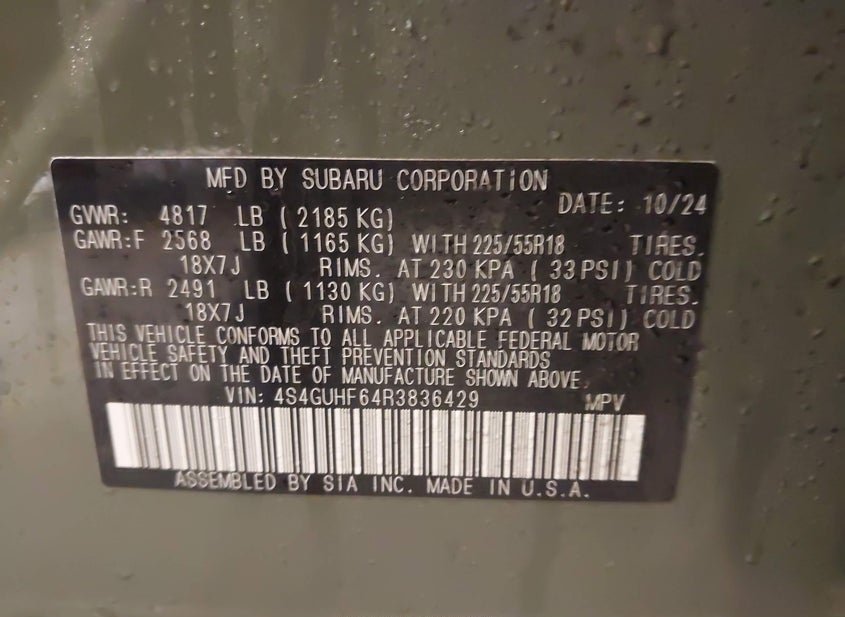 MFD BY SUBARU CORPORATION
DATE: 10/24
GVWR: 4817 LB ( 2185 KG)
GAWR:F 2568 LB ( 1165 KG) WITH 225/55R18 TIRES.
18X7J RIMS. AT 230 KPA ( 33 PSI) COLD
GAWR:R 2491 LB ( 1130 KG) WITH 225/55R18 TIRES.
18X7J RIMS. AT 220 KPA ( 32 PSI) COLD
THIS VEHICLE CONFORMS TO ALL APPLICABLE FEDERAL MOTOR
VEHICLE SAFETY AND THEFT PREVENTION STANDARDS
IN EFFECT ON THE DATE OF MANUFACTURE SHOWN ABOVE.
VIN: 4S4GUHF64R3836429 MPV
ASSEMBLED BY SIA INC. MADE IN U.S.A.